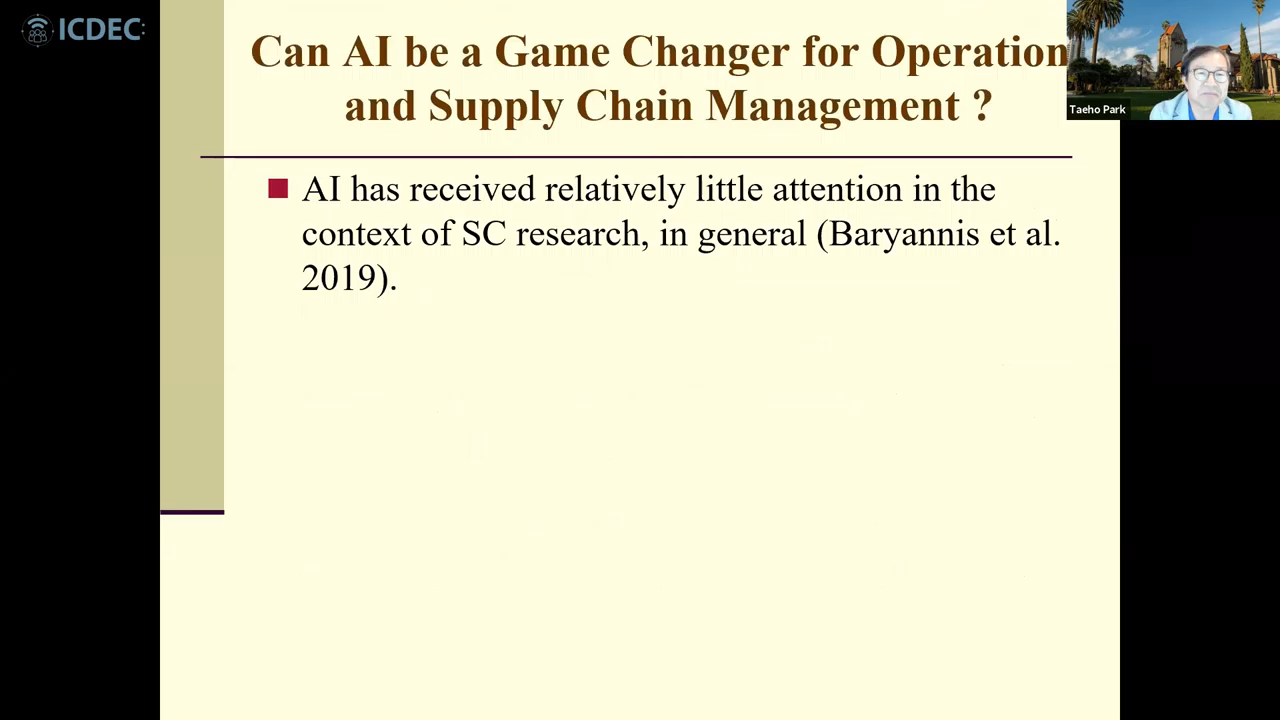 ICDEC
Can AI be a Game Changer for Operation
and Supply Chain Management ?
Taeho Park
AI has received relatively little attention in the
context of SC research, in general (Baryannis et al.
2019).